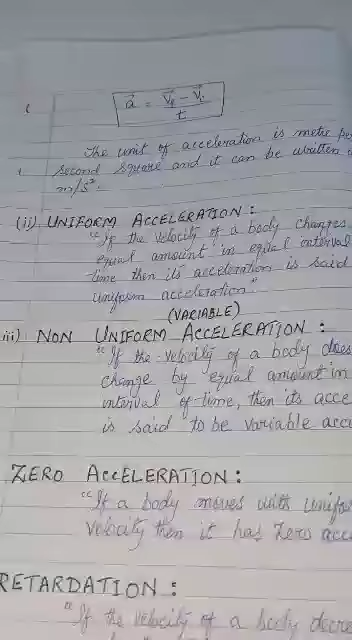 a = Vf - Vi
t
The unit of acceleration is metre per
second square and it can be written
m/s².
(ii) UNIFORM ACCELERATION:
"If the velocity of a body changes
equal amount in equal interval
time then its acceleration is said
uniform acceleration."
(VARIABLE)
iii) NON UNIFORM ACCELERATION:
"If the velocity of a body does
change by equal amount in
interval of time, then its acce
is said to be variable acc
ZERO ACCELERATION:
"If a body moves with unifor
velocity then it has zero acc
RETARDATION:
"If the velocity of a body decre